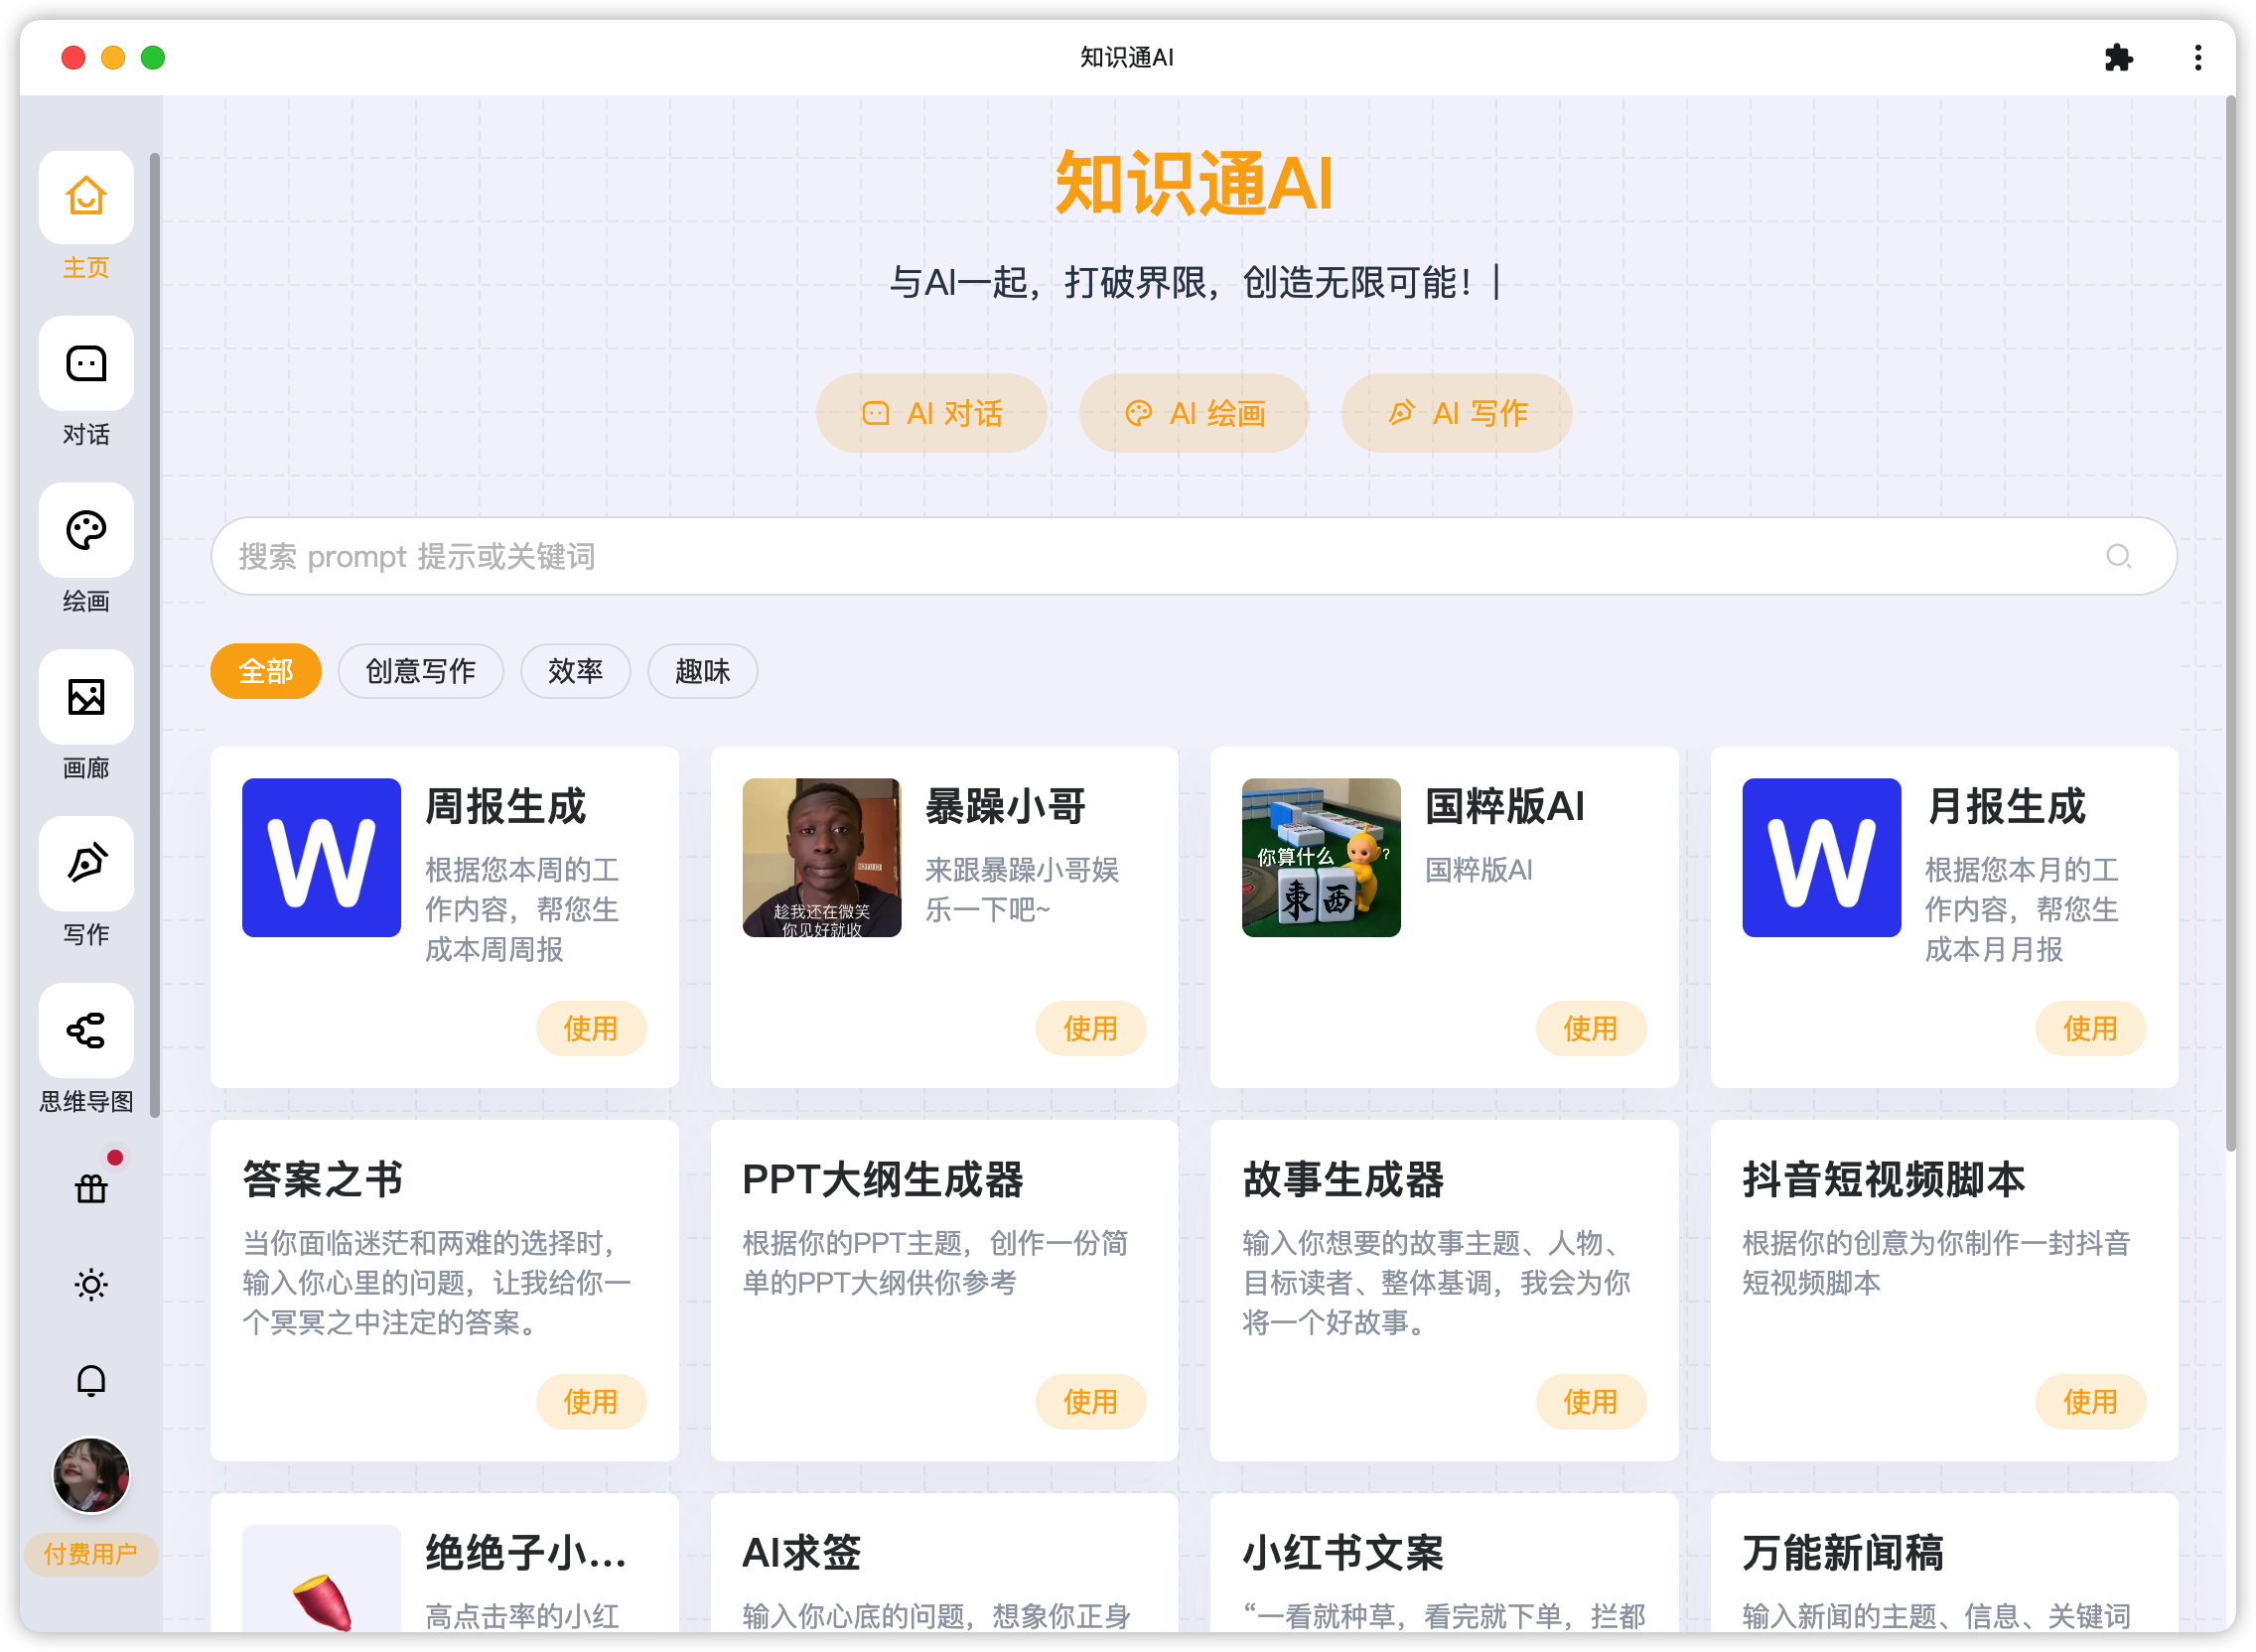 知识通AI
主页
对话
绘画
画廊
写作
思维导图
付费用户
知识通AI
与AI一起，打破界限，创造无限可能！|
AI 对话
AI 绘画
AI 写作
搜索 prompt 提示或关键词
全部
创意写作
效率
趣味
W
周报生成
根据您本周的工
作内容，帮您生
成本周周报
使用
趁我还在微笑
你见好就收
暴躁小哥
来跟暴躁小哥娱
乐一下吧~
使用
你算什么 ?
東 西
国粹版AI
国粹版AI
使用
W
月报生成
根据您本月的工
作内容，帮您生
成本月月报
使用
答案之书
当你面临迷茫和两难的选择时，
输入你心里的问题，让我给你一
个冥冥之中注定的答案。
使用
PPT大纲生成器
根据你的PPT主题，创作一份简
单的PPT大纲供你参考
使用
故事生成器
输入你想要的故事主题、人物、
目标读者、整体基调，我会为你
将一个好故事。
使用
抖音短视频脚本
根据你的创意为你制作一封抖音
短视频脚本
使用
绝绝子小...
高点击率的小红
AI求签
输入你心底的问题，想象你正身
小红书文案
“一看就种草，看完就下单，拦都
万能新闻稿
输入新闻的主题、信息、关键词